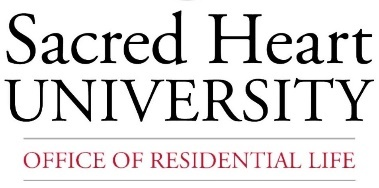 Sacred Heart
UNIVERSITY
OFFICE OF RESIDENTIAL LIFE